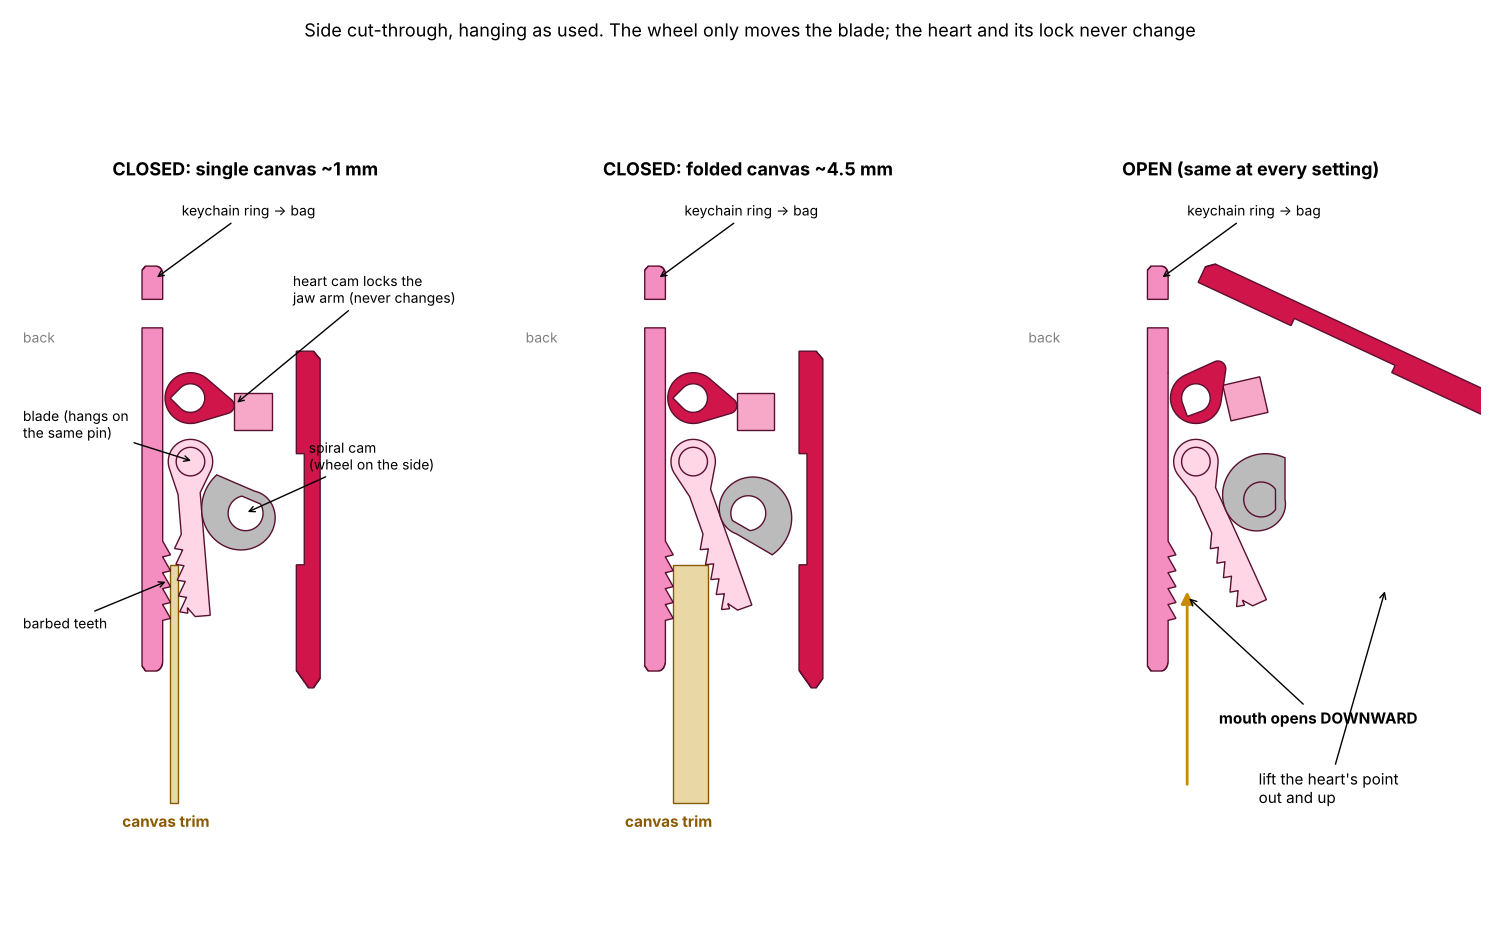 Side cut-through, hanging as used. The wheel only moves the blade; the heart and its lock never change
CLOSED: single canvas ~1 mm
keychain ring → bag
heart cam locks the
jaw arm (never changes)
back
blade (hangs on
the same pin)
spiral cam
(wheel on the side)
barbed teeth
canvas trim
CLOSED: folded canvas ~4.5 mm
keychain ring → bag
back
canvas trim
OPEN (same at every setting)
keychain ring → bag
back
mouth opens DOWNWARD
lift the heart's point
out and up